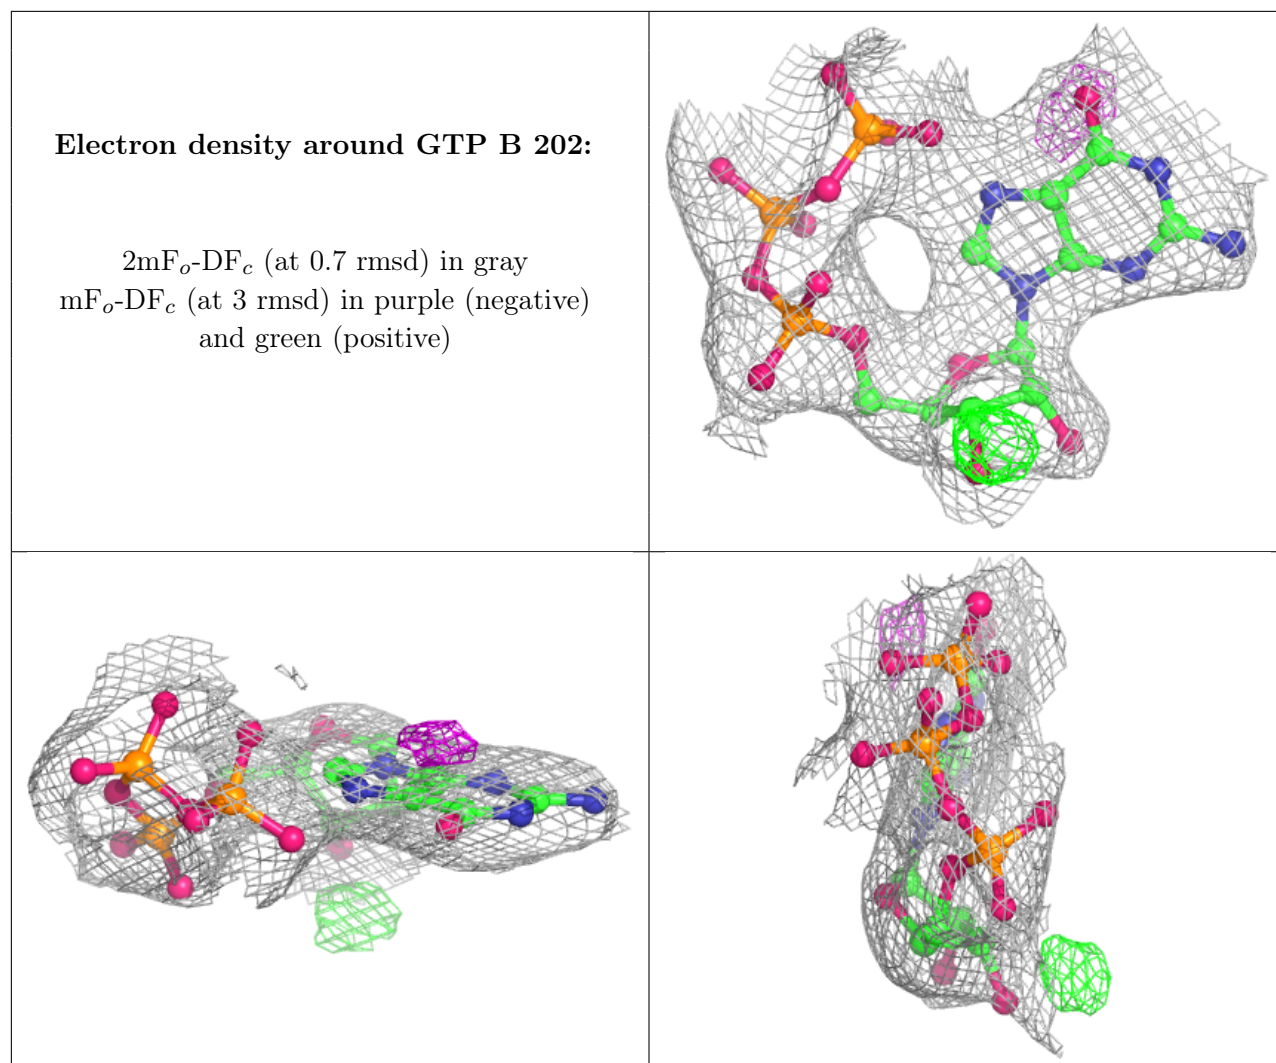 Electron density around GTP B 202:
2mFo-DFc (at 0.7 rmsd) in gray
mFo-DFc (at 3 rmsd) in purple (negative)
and green (positive)